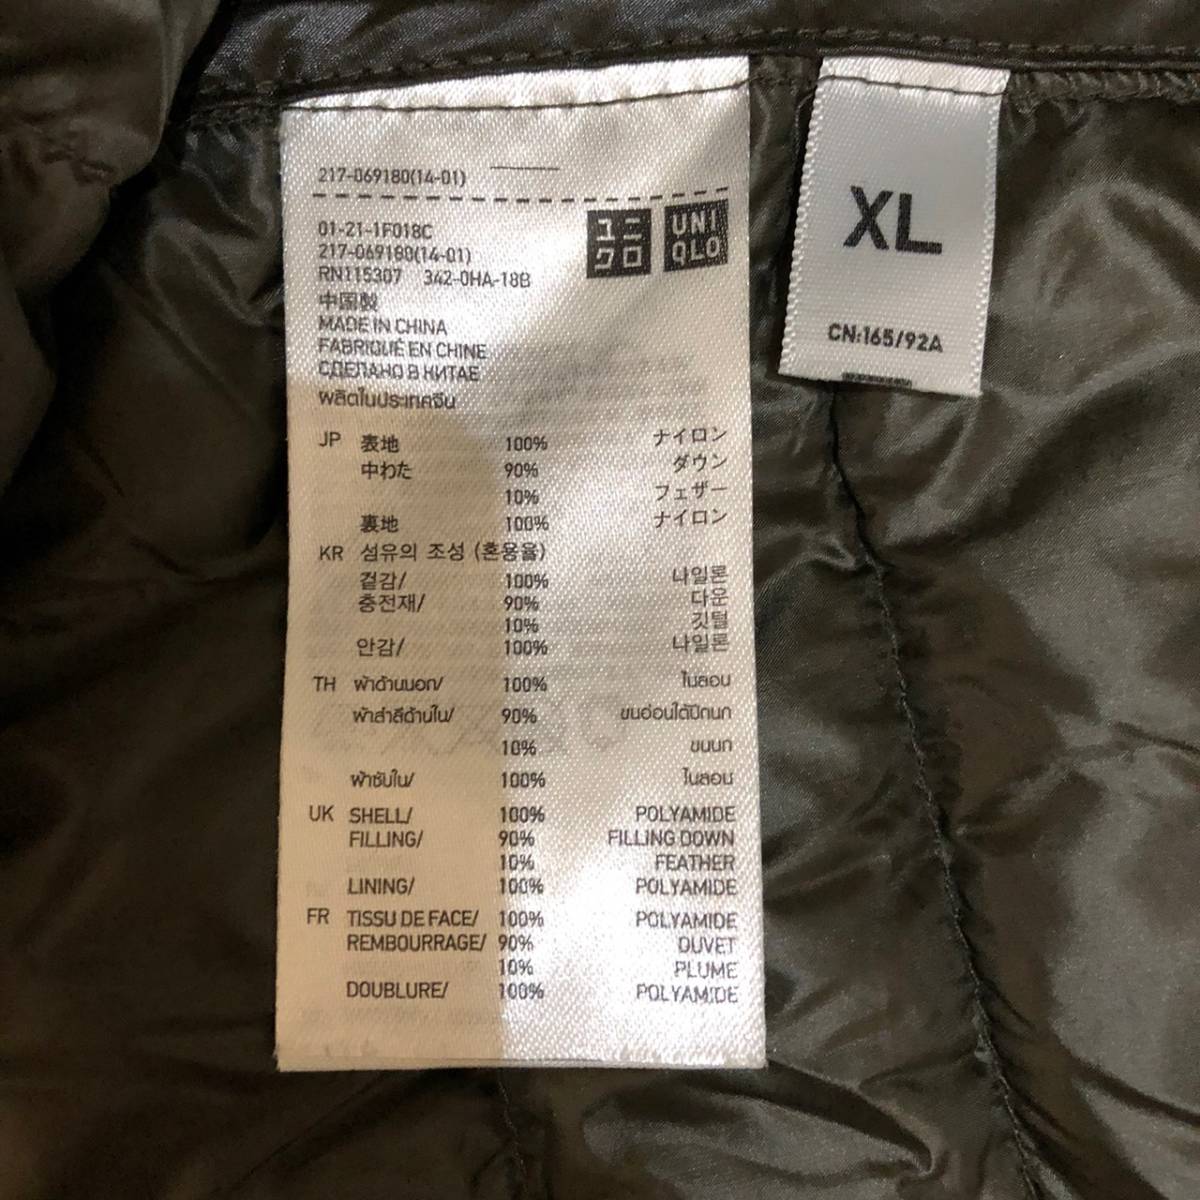 217-069180(14-01)
01-21-1F018C
217-069180(14-01)
RN115307 342-0HA-18B
ユニクロ
UNIQLO
中国製
MADE IN CHINA
FABRIQUÉ EN CHINE
СДЕЛАНО В КИТАЕ
ผลิตในประเทศจีน
JP 表地 100% ナイロン
中わた 90% ダウン
10% フェザー
裏地 100% ナイロン
KR 섬유의 조성 (혼용율)
겉감/ 100% 나일론
충전재/ 90% 다운
10% 깃털
안감/ 100% 나일론
TH ผ้าด้านนอก/ 100% ไนลอน
ผ้าสำลีด้านใน/ 90% ขนอ่อนใต้ปีกนก
10% ขนนก
ผ้าซับใน/ 100% ไนลอน
UK SHELL/ 100% POLYAMIDE
FILLING/ 90% FILLING DOWN
10% FEATHER
LINING/ 100% POLYAMIDE
FR TISSU DE FACE/ 100% POLYAMIDE
REMBOURRAGE/ 90% DUVET
10% PLUME
DOUBLURE/ 100% POLYAMIDE
XL
CN:165/92A